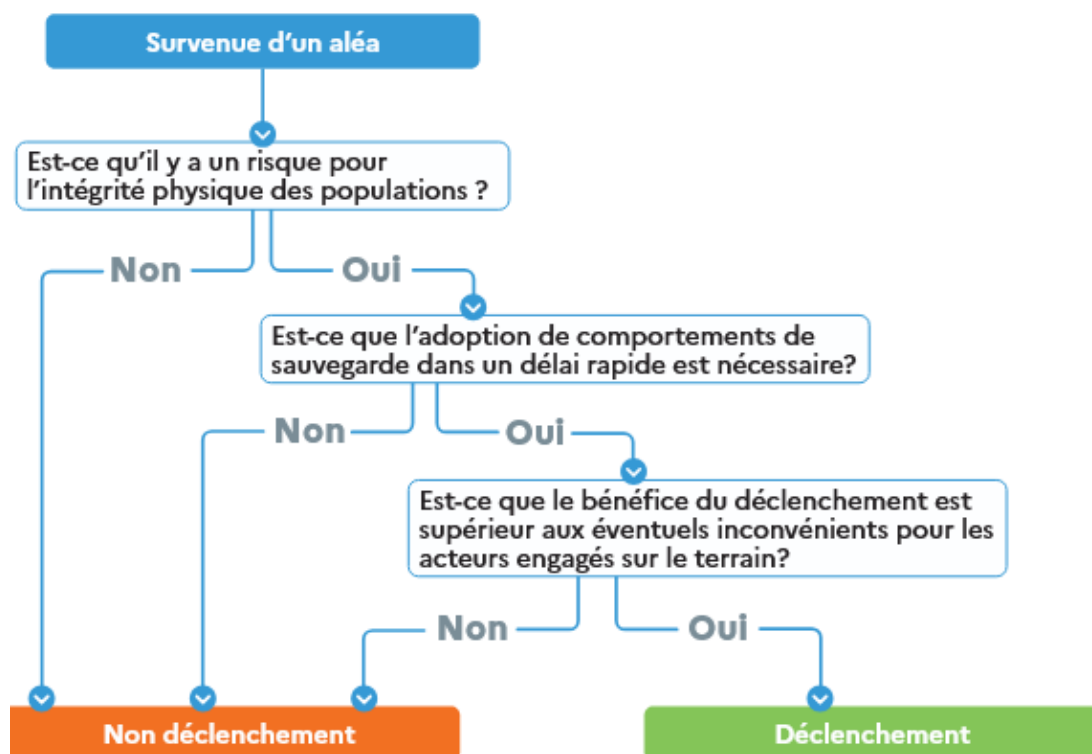 Survenue d'un aléa
Est-ce qu'il y a un risque pour
l'intégrité physique des populations ?
Non
Oui
Est-ce que l'adoption de comportements de
sauvegarde dans un délai rapide est nécessaire?
Non
Oui
Est-ce que le bénéfice du déclenchement est
supérieur aux éventuels inconvénients pour les
acteurs engagés sur le terrain?
Non
Oui
Non déclenchement
Déclenchement